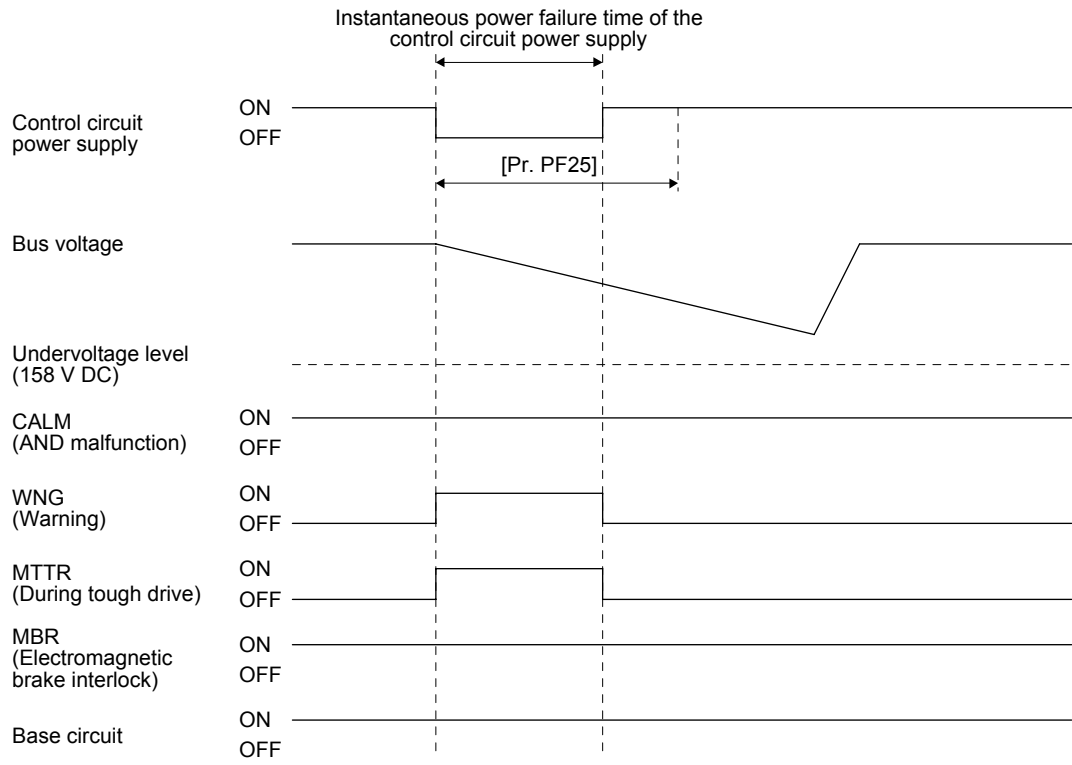 Instantaneous power failure time of the
control circuit power supply
Control circuit
power supply
ON
OFF
[Pr. PF25]
Bus voltage
Undervoltage level
(158 V DC)
CALM
(AND malfunction)
ON
OFF
WNG
(Warning)
ON
OFF
MTTR
(During tough drive)
ON
OFF
MBR
(Electromagnetic
brake interlock)
ON
OFF
Base circuit
ON
OFF